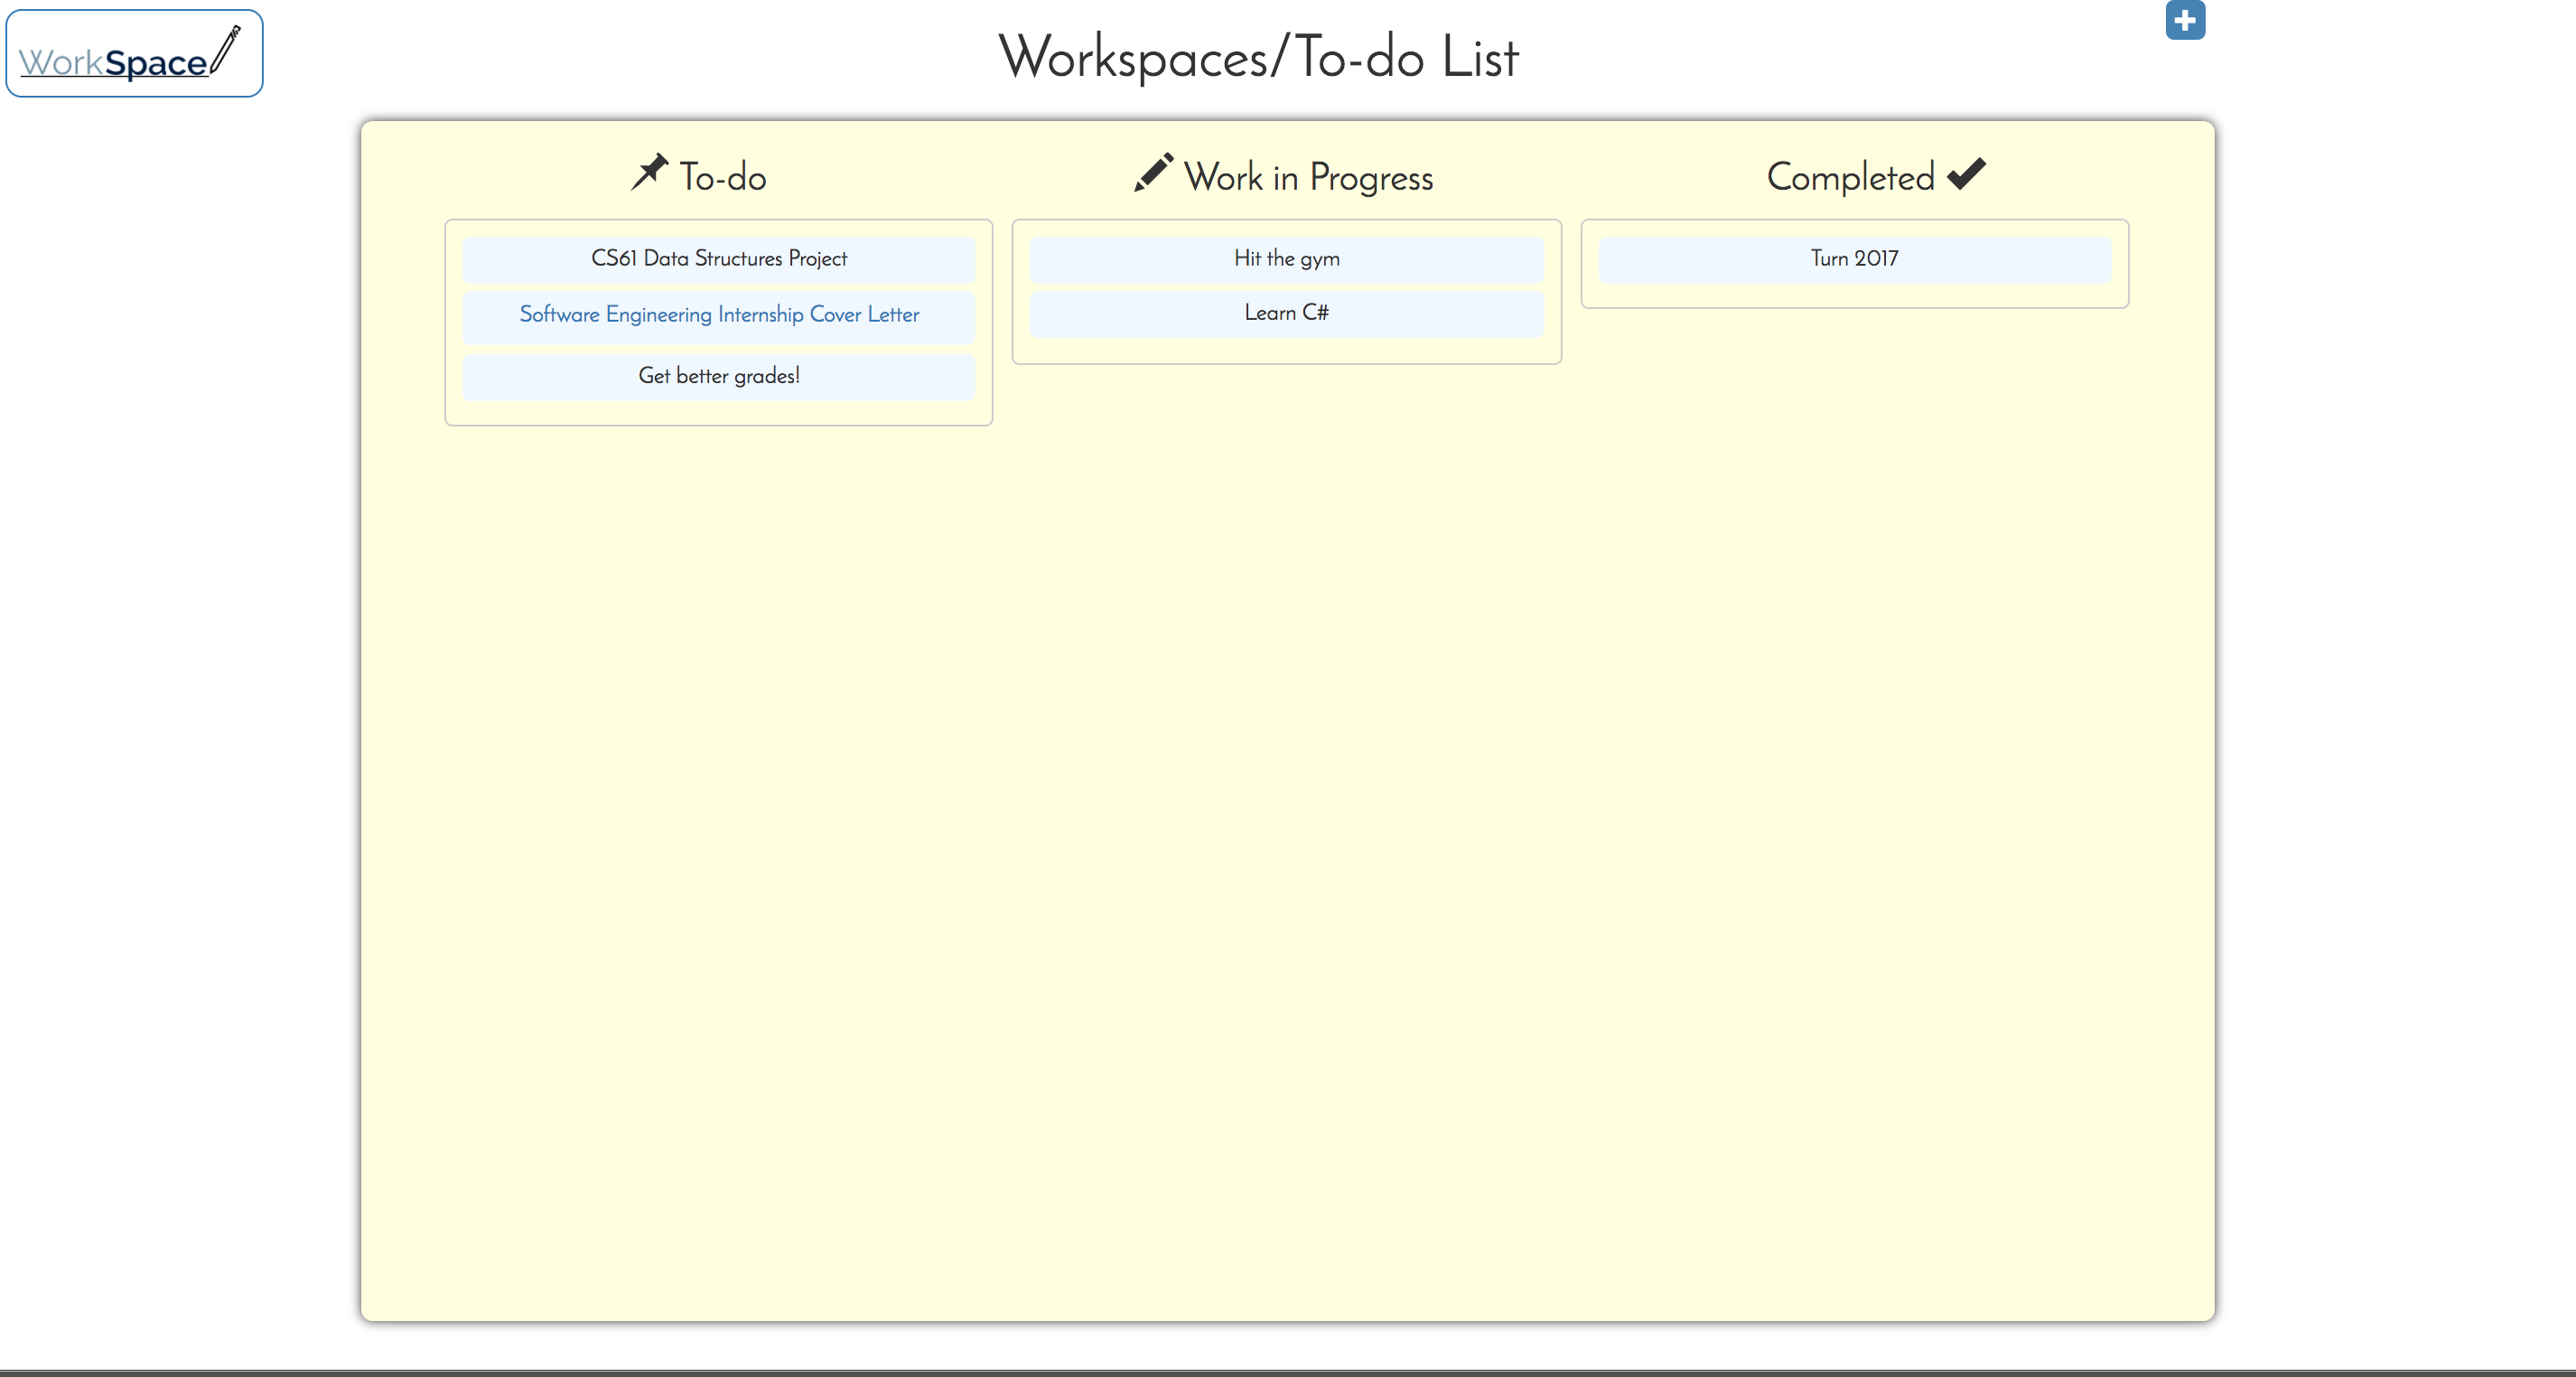 WorkSpace
Workspaces/To-do List
To-do
CS61 Data Structures Project
Software Engineering Internship Cover Letter
Get better grades!
Work in Progress
Hit the gym
Learn C#
Completed
Turn 2017